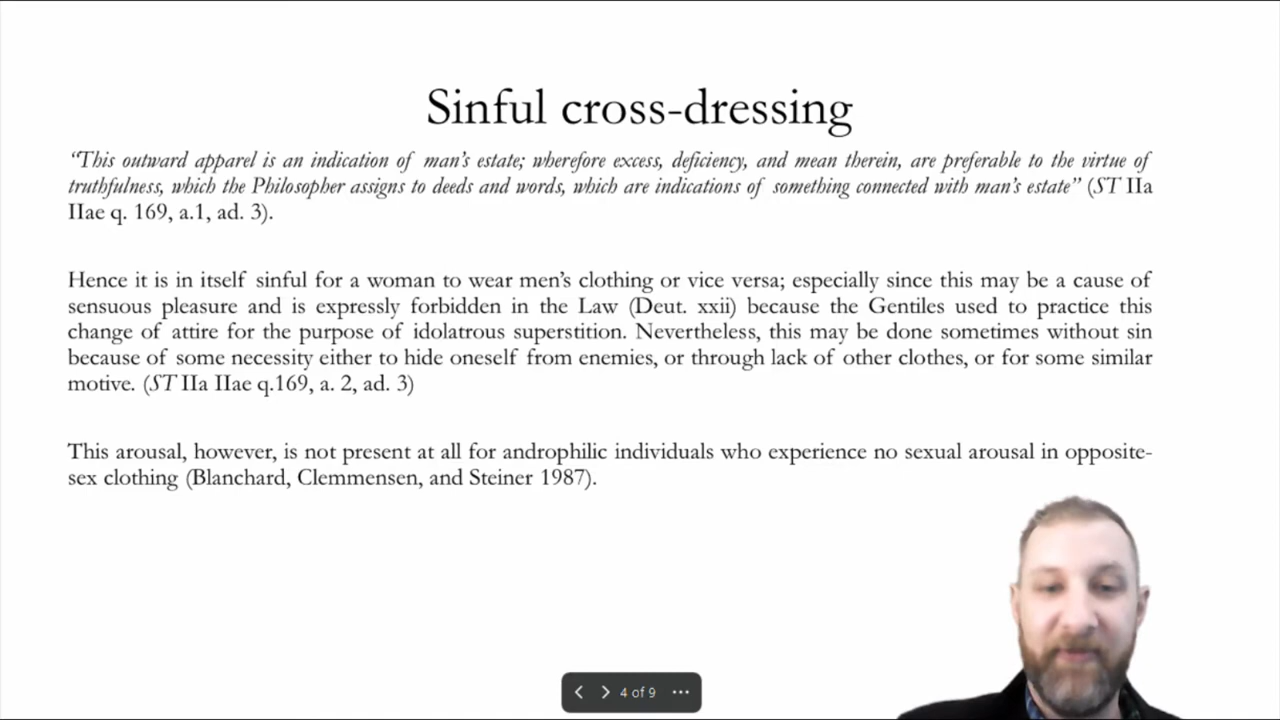 Sinful cross-dressing
“This outward apparel is an indication of man’s estate; wherefore excess, deficiency, and mean therein, are preferable to the virtue of
truthfulness, which the Philosopher assigns to deeds and words, which are indications of something connected with man’s estate” (ST IIa
IIae q. 169, a.1, ad. 3).
Hence it is in itself sinful for a woman to wear men’s clothing or vice versa; especially since this may be a cause of
sensuous pleasure and is expressly forbidden in the Law (Deut. xxii) because the Gentiles used to practice this
change of attire for the purpose of idolatrous superstition. Nevertheless, this may be done sometimes without sin
because of some necessity either to hide oneself from enemies, or through lack of other clothes, or for some similar
motive. (ST IIa IIae q.169, a. 2, ad. 3)
This arousal, however, is not present at all for androphilic individuals who experience no sexual arousal in opposite-
sex clothing (Blanchard, Clemmensen, and Steiner 1987).
4 of 9